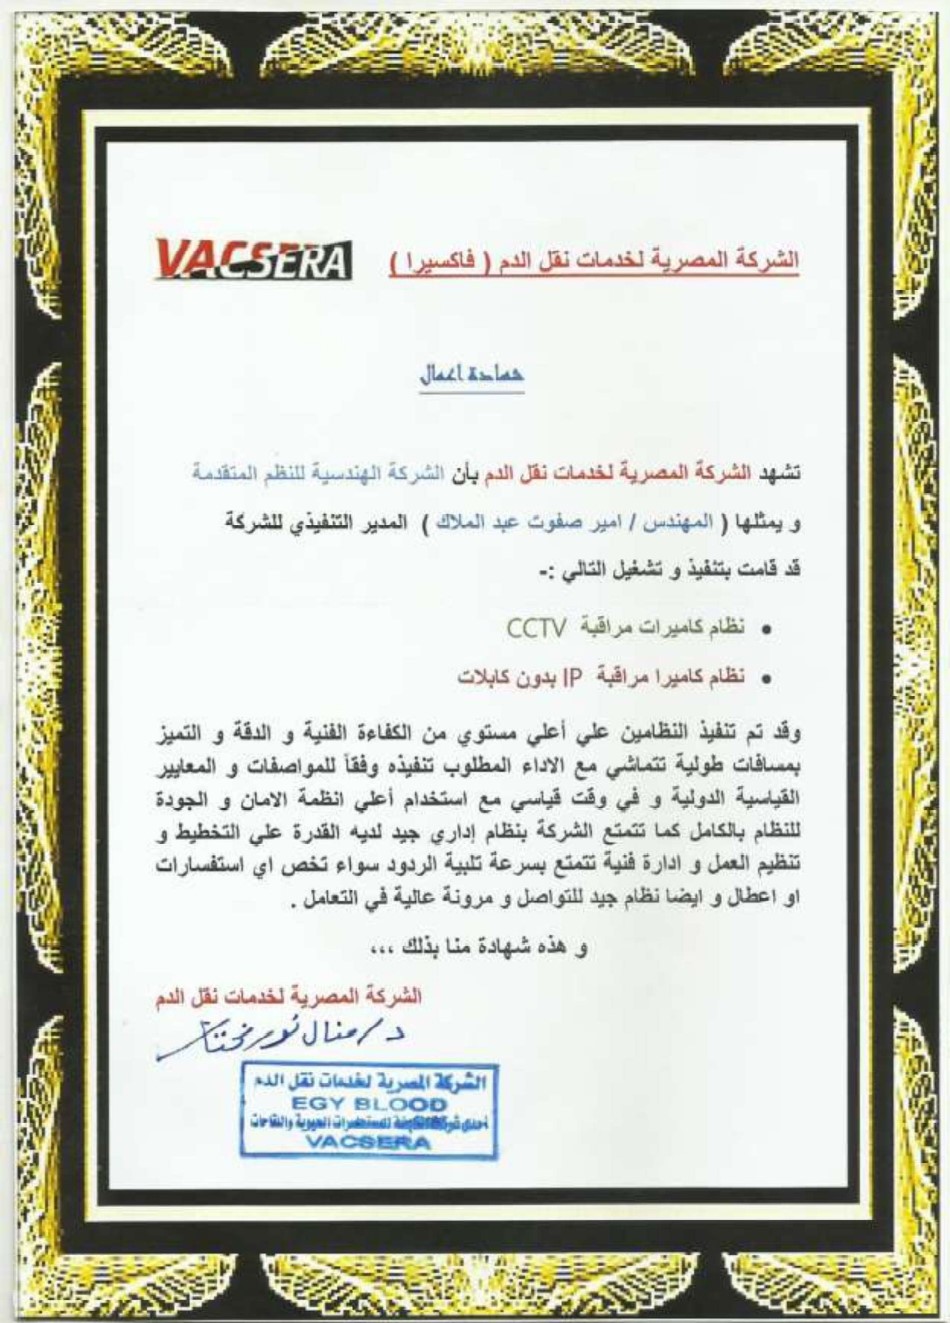 الشركة المصرية لخدمات نقل الدم ( فاكسيرا )
VACSERA
شهادة اعمال
تشهد الشركة المصرية لخدمات نقل الدم بأن الشركة الهندسية للنظم المتقدمة
و يمثلها ( المهندس / امير صفوت عبد الملاك ) المدير التنفيذي للشركة
قد قامت بتنفيذ و تشغيل التالي :-
• نظام كاميرات مراقبة CCTV
• نظام كاميرا مراقبة IP بدون كابلات
وقد تم تنفيذ النظامين علي أعلي مستوي من الكفاءة الفنية و الدقة و التميز
بمسافات طولية تتماشي مع الاداء المطلوب تنفيذه وفقاً للمواصفات و المعايير
القياسية الدولية و في وقت قياسي مع استخدام أعلي انظمة الامان و الجودة
للنظام بالكامل كما تتمتع الشركة بنظام إداري جيد لديه القدرة علي التخطيط و
تنظيم العمل و ادارة فنية تتمتع بسرعة تلبية الردود سواء تخص اي استفسارات
او اعطال و ايضا نظام جيد للتواصل و مرونة عالية في التعامل .
و هذه شهادة منا بذلك ،،،
الشركة المصرية لخدمات نقل الدم
د / منال نور مختار
الشركة المصرية لخدمات نقل الدم
EGY BLOOD
للمستحضرات الحيوية واللقاحات
VACSERA